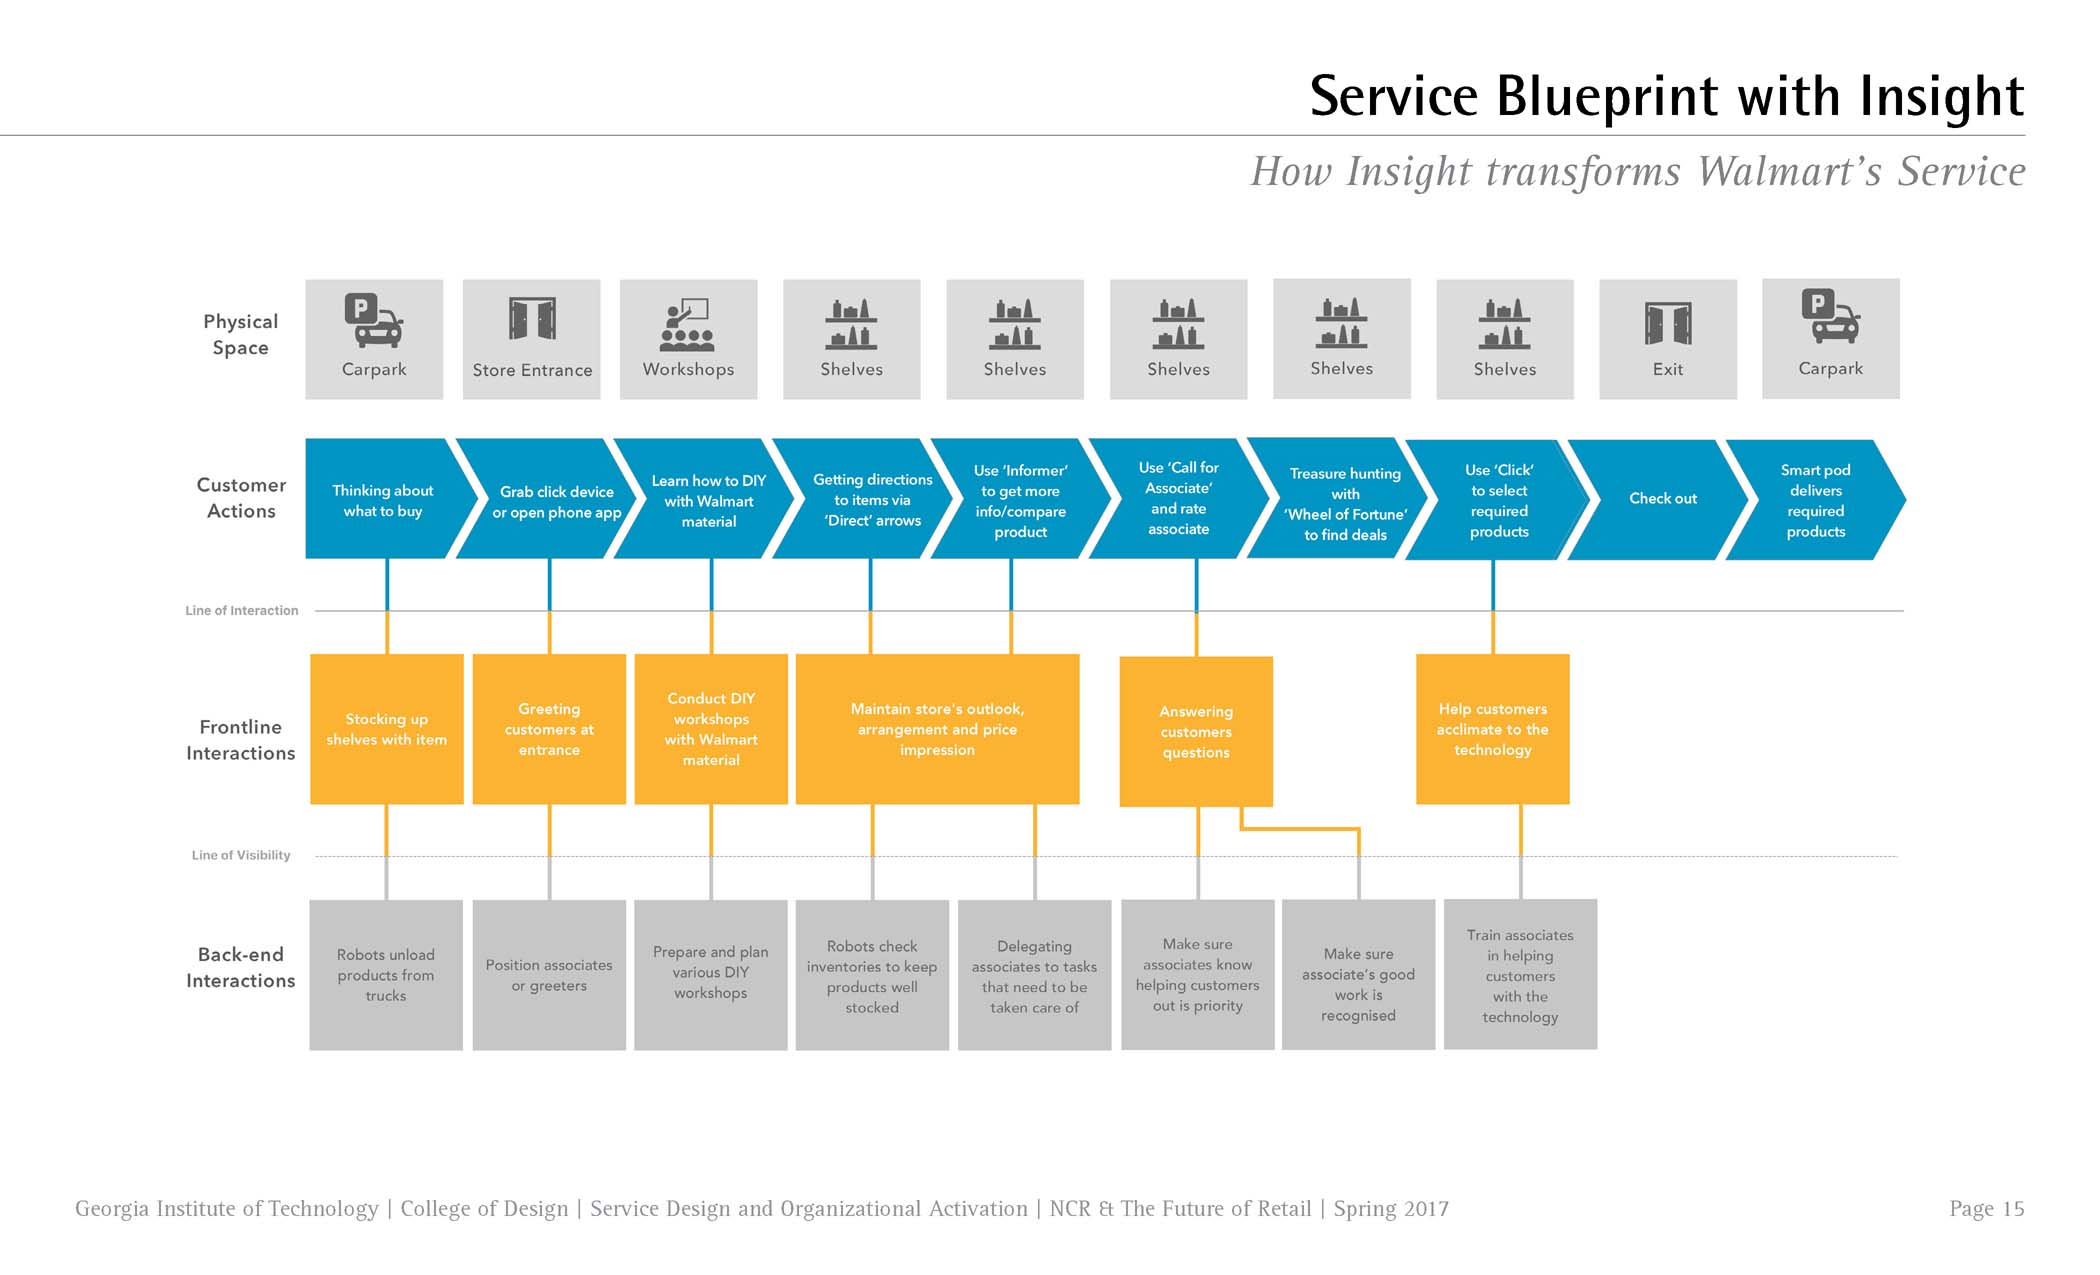 Service Blueprint with Insight
How Insight transforms Walmart's Service
Physical
Space
P
Carpark
Store Entrance
Workshops
Shelves
Shelves
Shelves
Shelves
Shelves
Exit
P
Carpark
Customer
Actions
Thinking about
what to buy
Grab click device
or open phone app
Learn how to DIY
with Walmart
material
Getting directions
to items via
'Direct' arrows
Use 'Informer'
to get more
info/compare
product
Use 'Call for
Associate'
and rate
associate
Treasure hunting
with
'Wheel of Fortune'
to find deals
Use 'Click'
to select
required
products
Check out
Smart pod
delivers
required
products
Line of Interaction
Frontline
Interactions
Stocking up
shelves with item
Greeting
customers at
entrance
Conduct DIY
workshops
with Walmart
material
Maintain store's outlook,
arrangement and price
impression
Answering
customers
questions
Help customers
acclimate to the
technology
Line of Visibility
Back-end
Interactions
Robots unload
products from
trucks
Position associates
or greeters
Prepare and plan
various DIY
workshops
Robots check
inventories to keep
products well
stocked
Delegating
associates to tasks
that need to be
taken care of
Make sure
associates know
helping customers
out is priority
Make sure
associate's good
work is
recognised
Train associates
in helping
customers
with the
technology
Georgia Institute of Technology | College of Design | Service Design and Organizational Activation | NCR & The Future of Retail | Spring 2017
Page 15